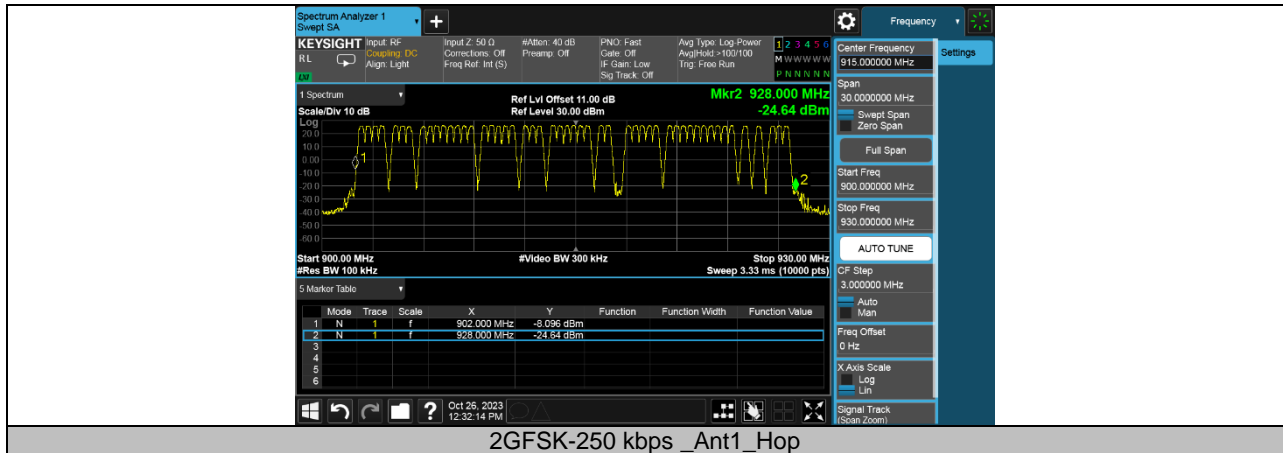 Spectrum Analyzer 1
Swept SA
+
Frequency
KEYSIGHT
RL
LXI
Input: RF
Coupling: DC
Align: Light
Input Z: 50 Ω
Corrections: Off
Freq Ref: Int (S)
#Atten: 40 dB
Preamp: Off
PNO: Fast
Gate: Off
IF Gain: Low
Sig Track: Off
Avg Type: Log-Power
Avg|Hold: >100/100
Trig: Free Run
1 2 3 4 5 6
M W W W W W
P N N N N N
Center Frequency
915.000000 MHz
Settings
Span
30.0000000 MHz
Swept Span
Zero Span
Full Span
Start Freq
900.000000 MHz
Stop Freq
930.000000 MHz
AUTO TUNE
CF Step
3.000000 MHz
Auto
Man
Freq Offset
0 Hz
X Axis Scale
Log
Lin
Signal Track
(Span Zoom)
1 Spectrum
Scale/Div 10 dB
Ref Lvl Offset 11.00 dB
Ref Level 30.00 dBm
Mkr2 928.000 MHz
-24.64 dBm
Log
20.0
10.0
0.00
-10.0
-20.0
-30.0
-40.0
-50.0
-60.0
1
2
Start 900.00 MHz
#Res BW 100 kHz
#Video BW 300 kHz
Stop 930.00 MHz
Sweep 3.33 ms (10000 pts)
5 Marker Table
Mode Trace Scale X Y Function Function Width Function Value
1 N 1 f 902.000 MHz -8.096 dBm
2 N 1 f 928.000 MHz -24.64 dBm
3
4
5
6
?
Oct 26, 2023
12:32:14 PM
2GFSK-250 kbps _Ant1_Hop